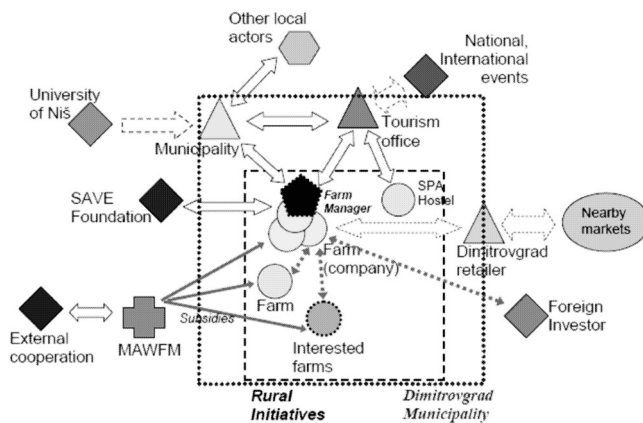 Other local
actors
National,
International
events
University
of Niš
Municipality
Tourism
office
SAVE
Foundation
Farm
Manager
SPA
Hostel
Nearby
markets
Dimitrovgrad
retailer
Farm
(company)
Farm
Subsidies
External
cooperation
MAWFM
Interested
farms
Foreign
Investor
Rural
Initiatives
Dimitrovgrad
Municipality